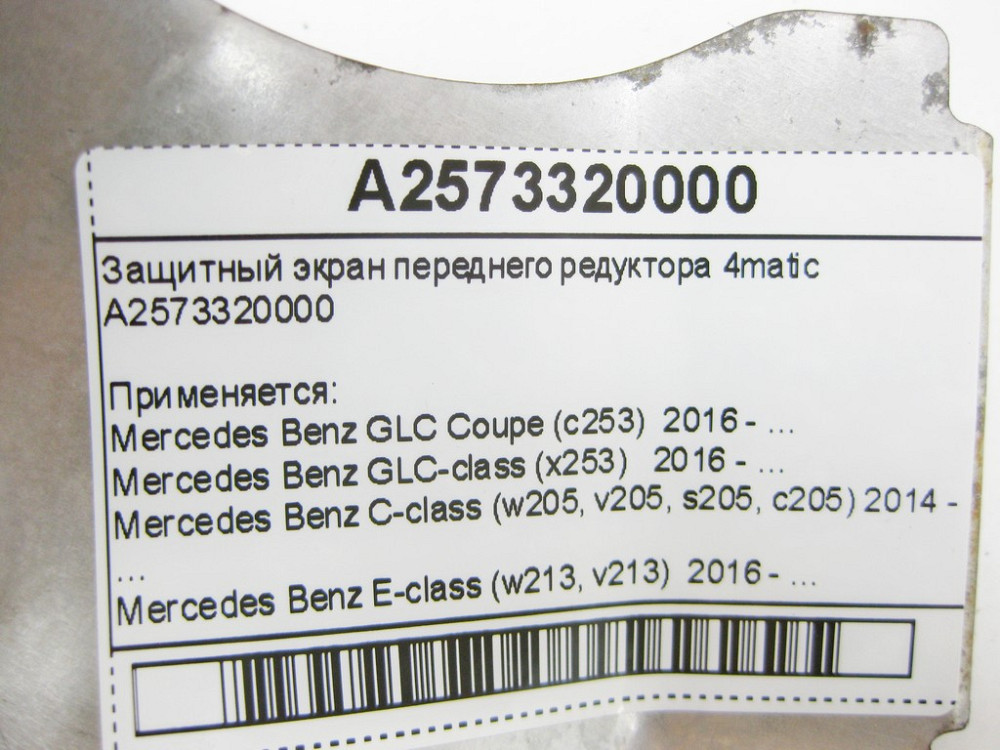 A2573320000
Защитный экран переднего редуктора 4matic
A2573320000
Применяется:
Mercedes Benz GLC Coupe (c253) 2016 - ...
Mercedes Benz GLC-class (x253) 2016 - ...
Mercedes Benz C-class (w205, v205, s205, c205) 2014 -
...
Mercedes Benz E-class (w213, v213) 2016 - ...